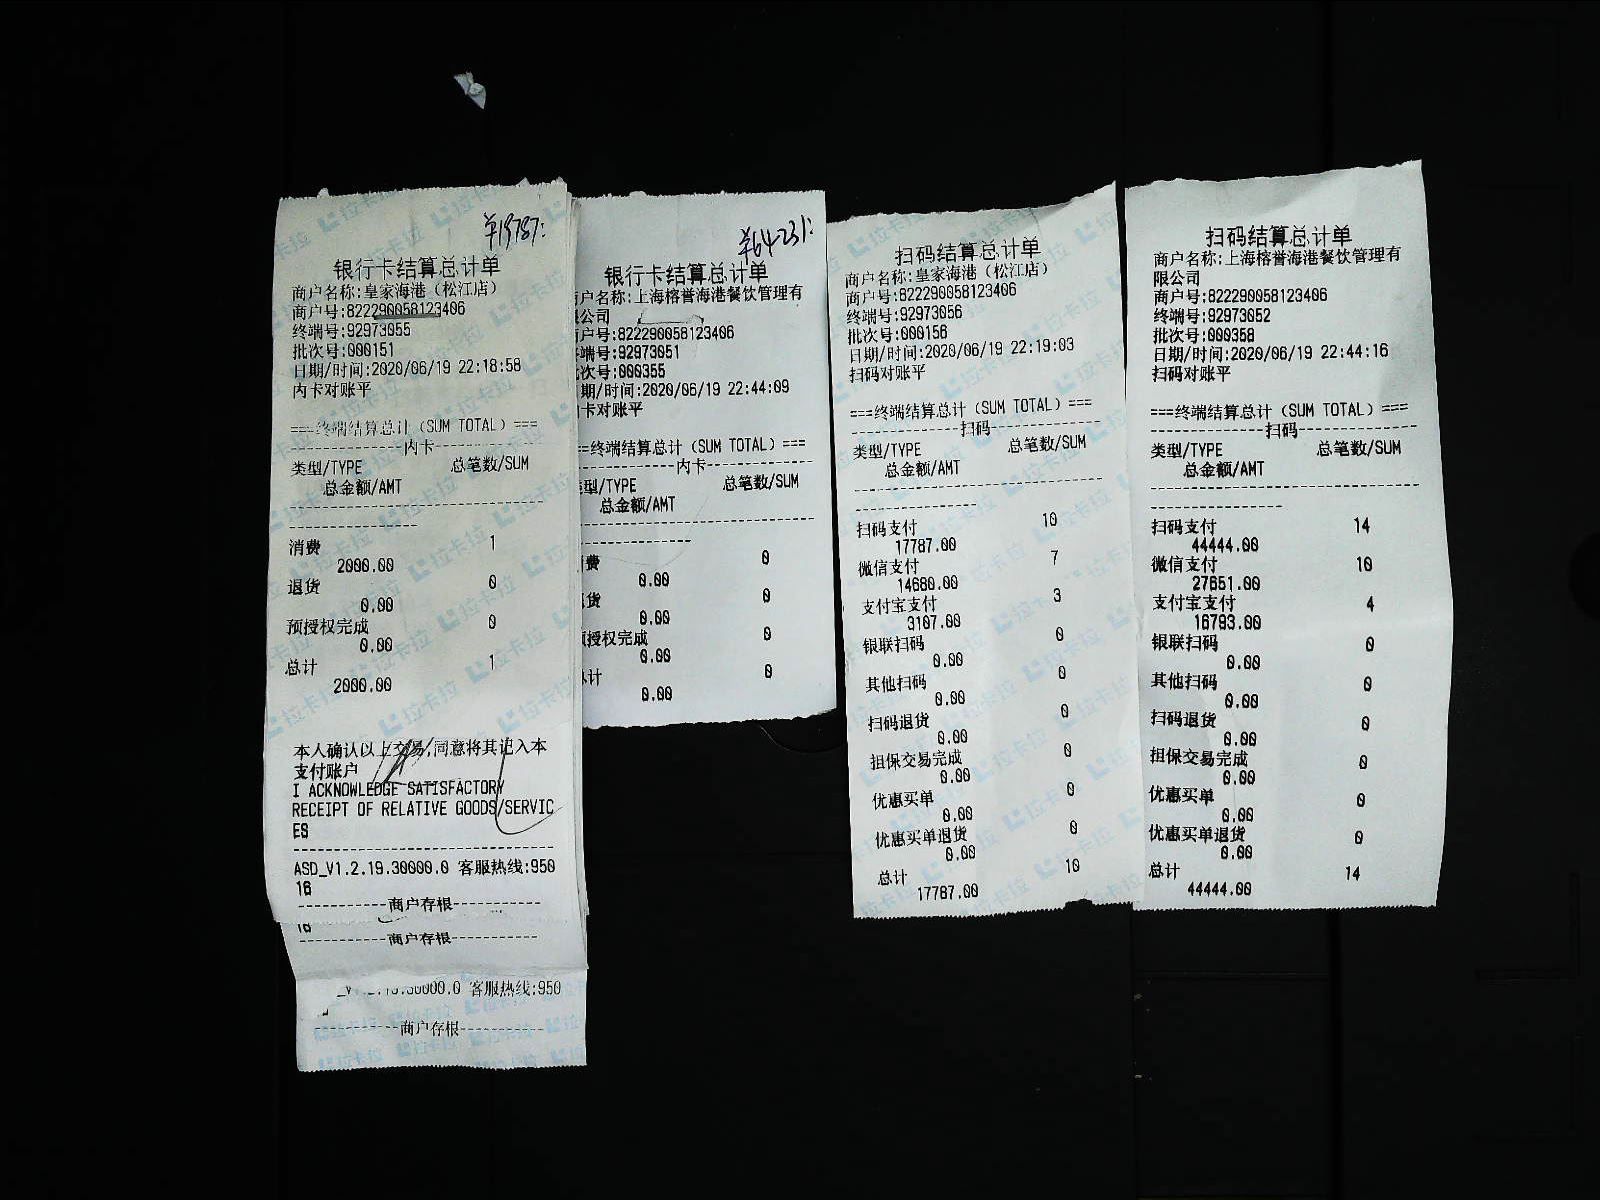 ¥19787:
银行卡结算总计单
商户名称:皇家海港（松江店）
商户号:822290058123406
终端号:92973055
批次号:000151
日期/时间:2020/06/19 22:18:58
内卡对账平
===终端结算总计（SUM TOTAL）===
内卡
类型/TYPE 总笔数/SUM
总金额/AMT
消费 1
2000.00
退货 0
0.00
预授权完成 0
0.00
总计 1
2000.00
本人确认以上交易,同意将其记入本
支付账户
I ACKNOWLEDGE SATISFACTORY
RECEIPT OF RELATIVE GOODS/SERVIC
ES
ASD_V1.2.19.30000.0 客服热线:950
16
商户存根
16
商户存根
客服热线:950
商户存根
¥64231:
银行卡结算总计单
户名称:上海榕誉海港餐饮管理有
公司
户号:822290058123406
端号:92973051
次号:000355
期/时间:2020/06/19 22:44:09
卡对账平
==终端结算总计（SUM TOTAL）===
内卡
型/TYPE 总笔数/SUM
总金额/AMT
费 0
0.00
货 0
0.00
授权完成 0
0.00
计 0
0.00
扫码结算总计单
商户名称:皇家海港（松江店）
商户号:822290058123406
终端号:92973056
批次号:000156
日期/时间:2020/06/19 22:19:03
扫码对账平
===终端结算总计（SUM TOTAL）===
扫码
类型/TYPE 总笔数/SUM
总金额/AMT
扫码支付 10
17787.00
微信支付 7
14680.00
支付宝支付 3
3107.00
银联扫码 0
0.00
其他扫码 0
0.00
扫码退货 0
0.00
担保交易完成 0
0.00
优惠买单 0
0.00
优惠买单退货 0
0.00
总计 10
17787.00
扫码结算总计单
商户名称:上海榕誉海港餐饮管理有
限公司
商户号:822290058123406
终端号:92973052
批次号:000358
日期/时间:2020/06/19 22:44:16
扫码对账平
===终端结算总计（SUM TOTAL）===
扫码
类型/TYPE 总笔数/SUM
总金额/AMT
扫码支付 14
44444.00
微信支付 10
27651.00
支付宝支付 4
16793.00
银联扫码 0
0.00
其他扫码 0
0.00
扫码退货 0
0.00
担保交易完成 0
0.00
优惠买单 0
0.00
优惠买单退货 0
0.00
总计 14
44444.00